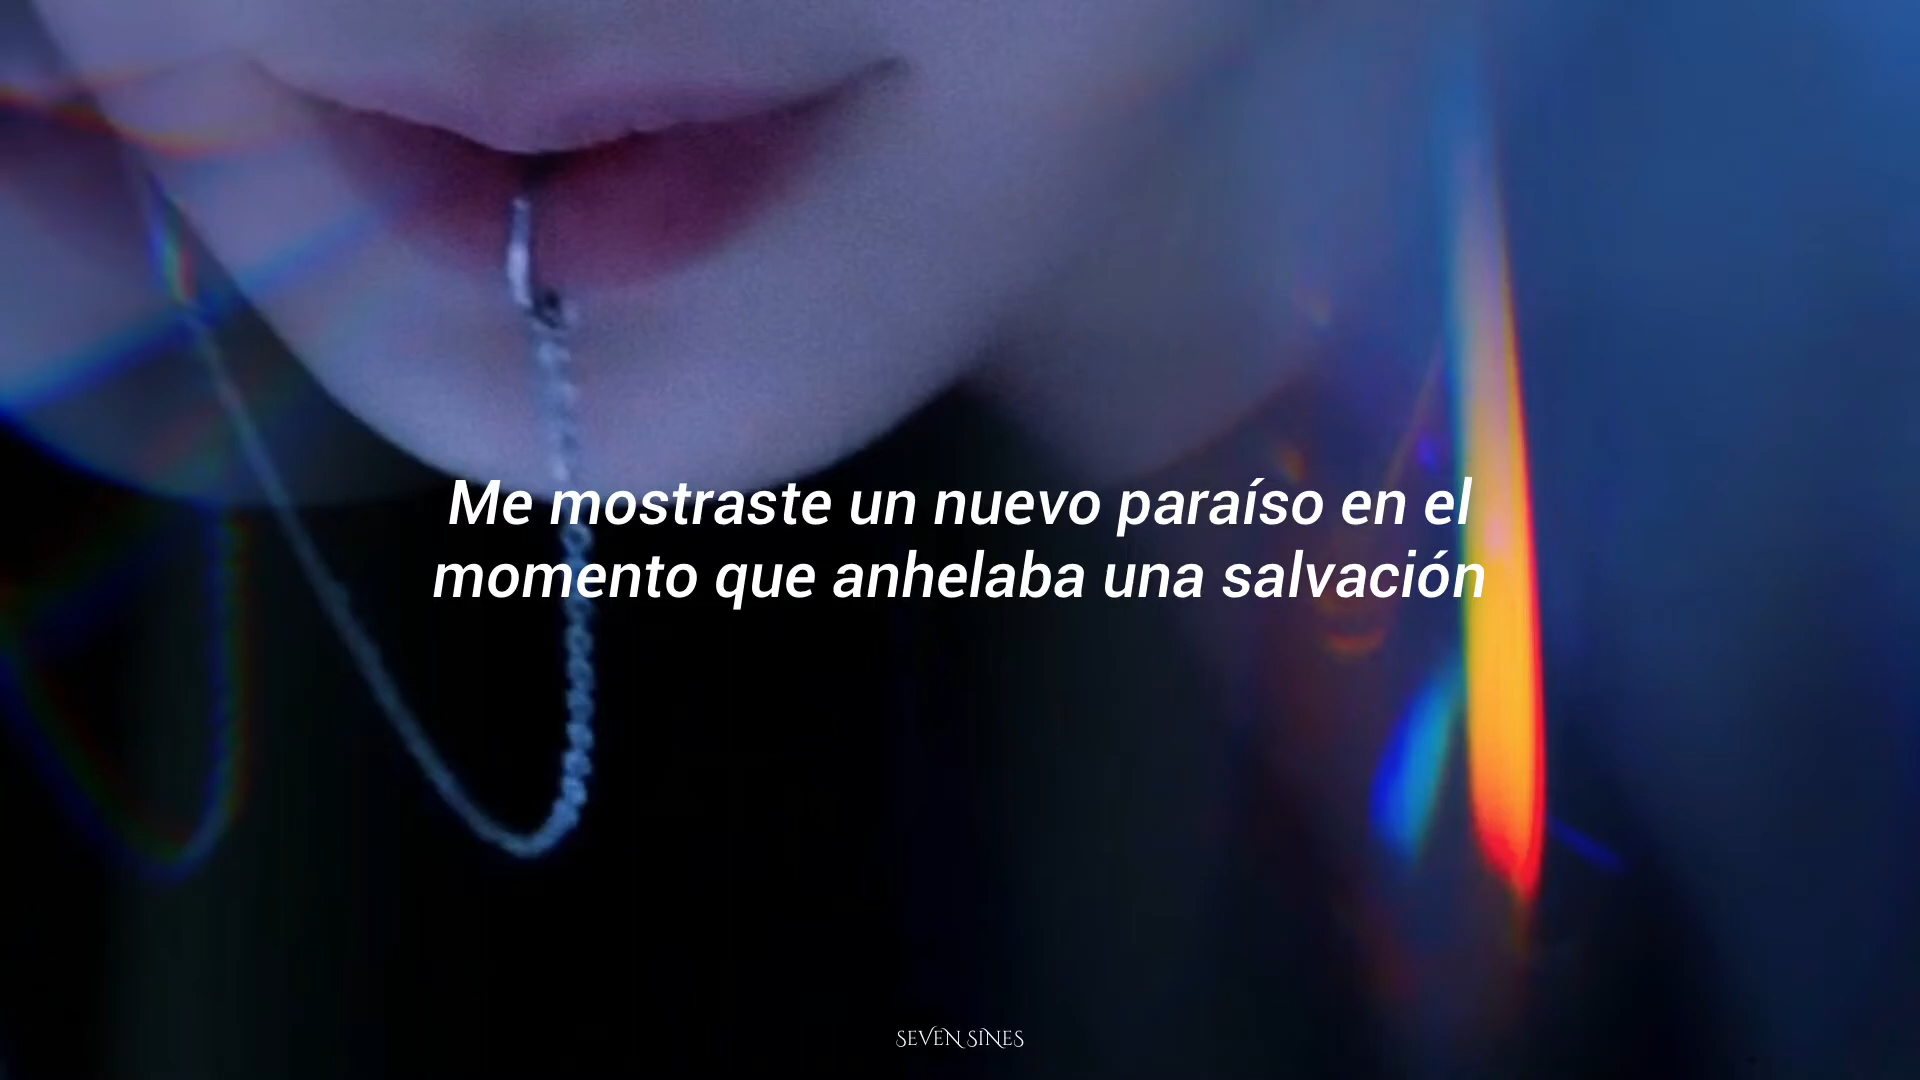 Me mostraste un nuevo paraíso en el
momento que anhelaba una salvación
SEVEN SINES